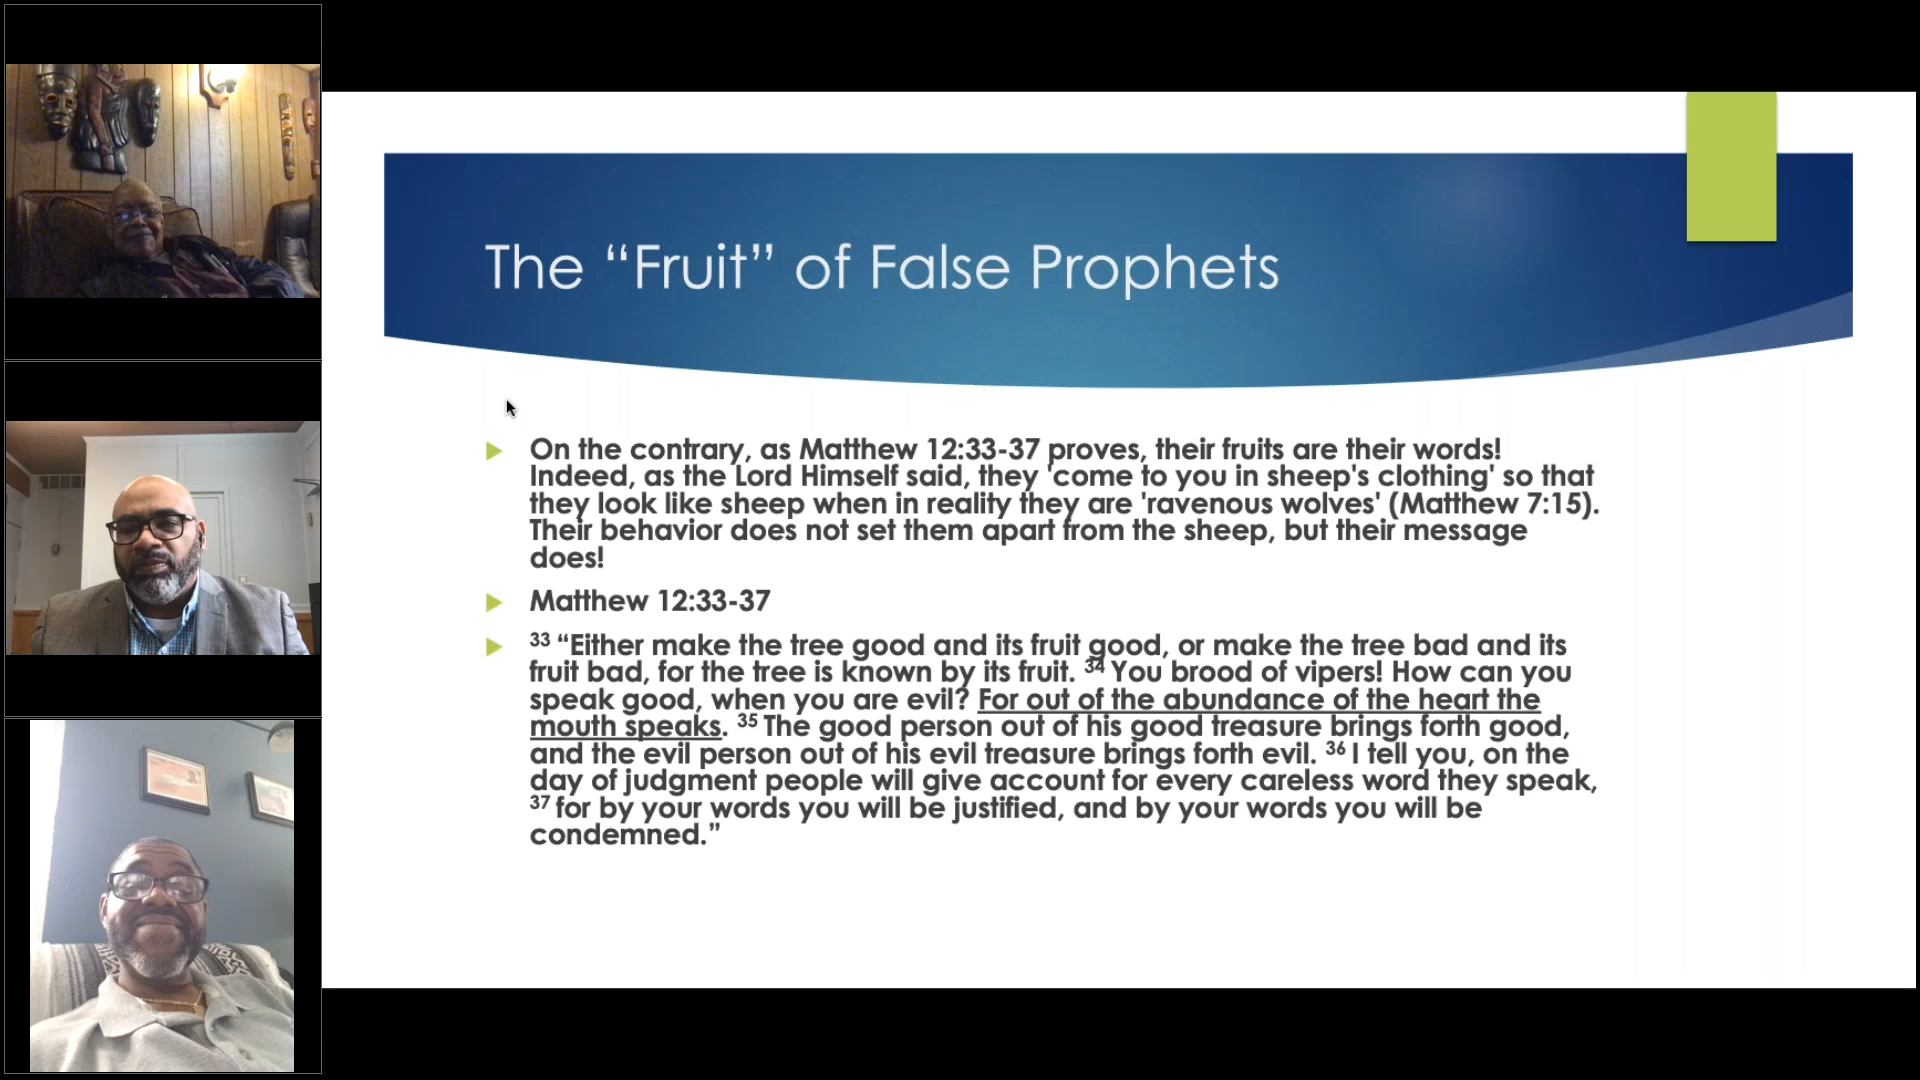 The “Fruit” of False Prophets
On the contrary, as Matthew 12:33-37 proves, their fruits are their words!
Indeed, as the Lord Himself said, they 'come to you in sheep's clothing' so that
they look like sheep when in reality they are 'ravenous wolves' (Matthew 7:15).
Their behavior does not set them apart from the sheep, but their message
does!
Matthew 12:33-37
33 “Either make the tree good and its fruit good, or make the tree bad and its
fruit bad, for the tree is known by its fruit. 34 You brood of vipers! How can you
speak good, when you are evil? For out of the abundance of the heart the
mouth speaks. 35 The good person out of his good treasure brings forth good,
and the evil person out of his evil treasure brings forth evil. 36 I tell you, on the
day of judgment people will give account for every careless word they speak,
37 for by your words you will be justified, and by your words you will be
condemned.”